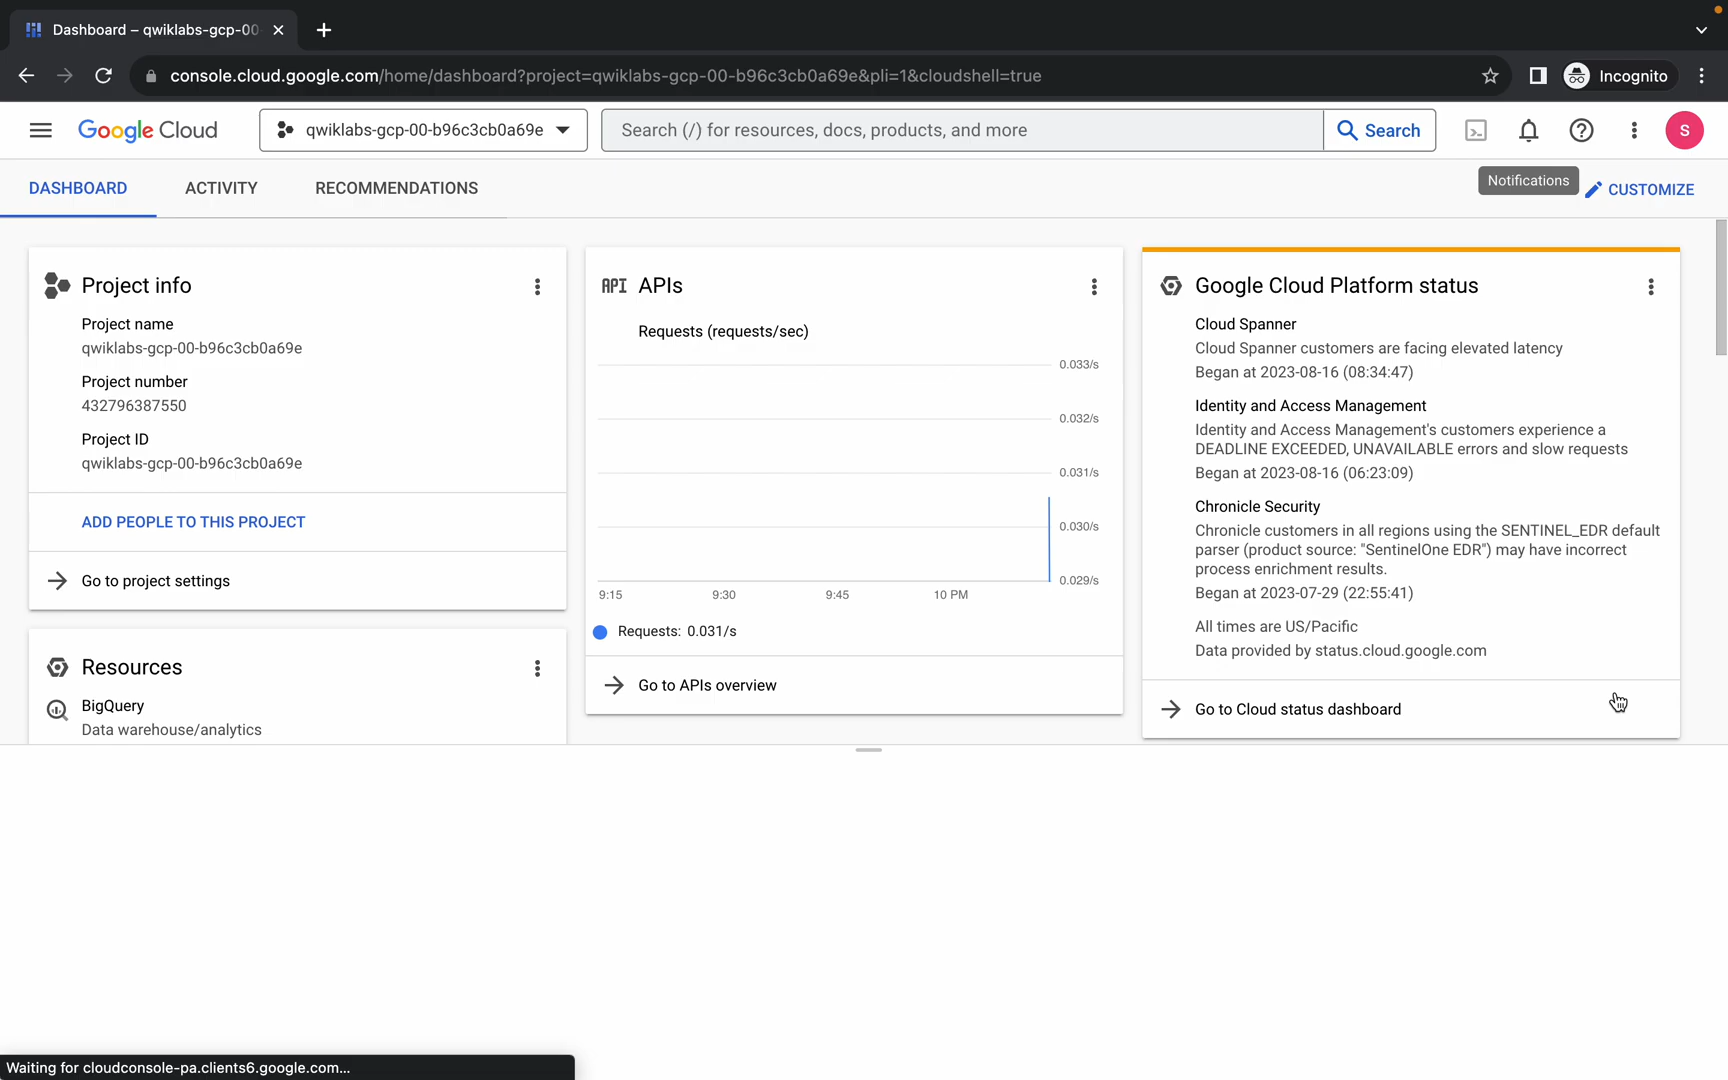 Dashboard – qwiklabs-gcp-00
console.cloud.google.com/home/dashboard?project=qwiklabs-gcp-00-b96c3cb0a69e&pli=1&cloudshell=true
Incognito
Google Cloud
qwiklabs-gcp-00-b96c3cb0a69e
Search (/) for resources, docs, products, and more
Search
S
DASHBOARD
ACTIVITY
RECOMMENDATIONS
Notifications
CUSTOMIZE
Project info
Project name
qwiklabs-gcp-00-b96c3cb0a69e
Project number
432796387550
Project ID
qwiklabs-gcp-00-b96c3cb0a69e
ADD PEOPLE TO THIS PROJECT
Go to project settings
Resources
BigQuery
Data warehouse/analytics
API APIs
Requests (requests/sec)
0.033/s
0.032/s
0.031/s
0.030/s
0.029/s
9:15 9:30 9:45 10 PM
Requests: 0.031/s
Go to APIs overview
Google Cloud Platform status
Cloud Spanner
Cloud Spanner customers are facing elevated latency
Began at 2023-08-16 (08:34:47)
Identity and Access Management
Identity and Access Management's customers experience a
DEADLINE EXCEEDED, UNAVAILABLE errors and slow requests
Began at 2023-08-16 (06:23:09)
Chronicle Security
Chronicle customers in all regions using the SENTINEL_EDR default
parser (product source: "SentinelOne EDR") may have incorrect
process enrichment results.
Began at 2023-07-29 (22:55:41)
All times are US/Pacific
Data provided by status.cloud.google.com
Go to Cloud status dashboard
Waiting for cloudconsole-pa.clients6.google.com...